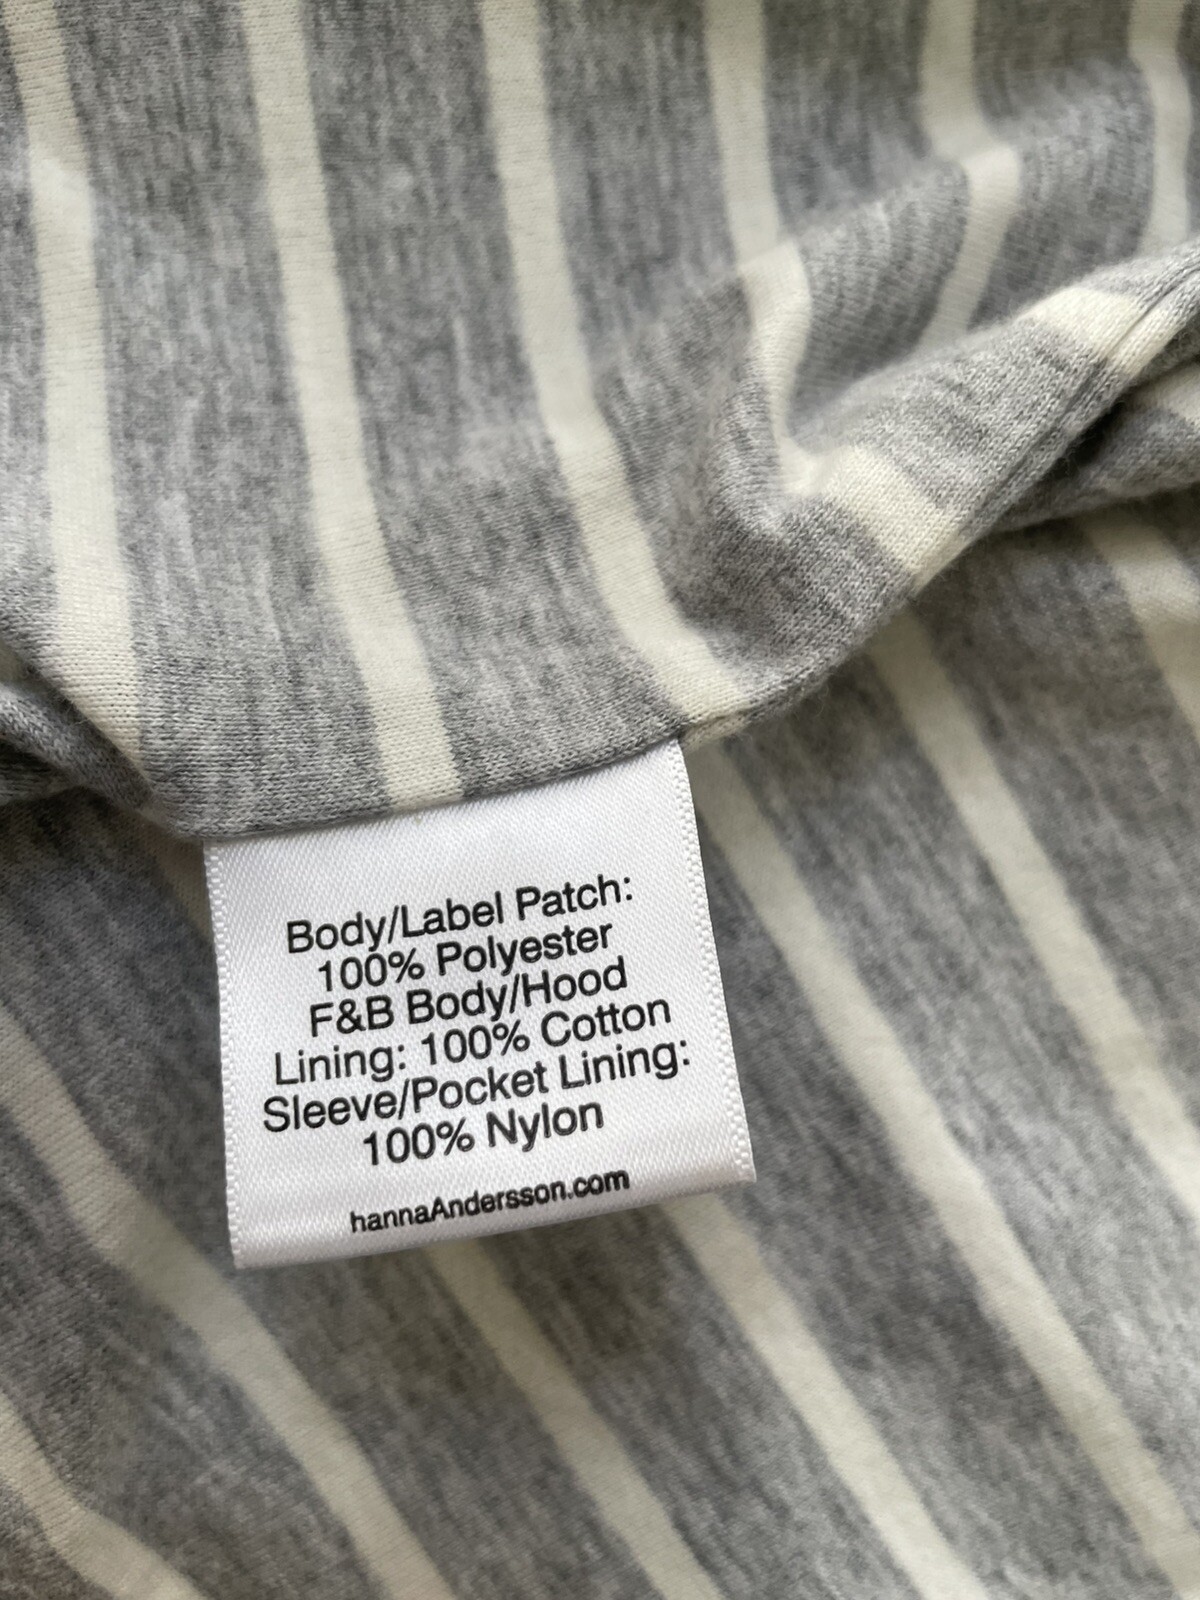 Body/Label Patch:
100% Polyester
F&B Body/Hood
Lining: 100% Cotton
Sleeve/Pocket Lining:
100% Nylon
hannaAndersson.com